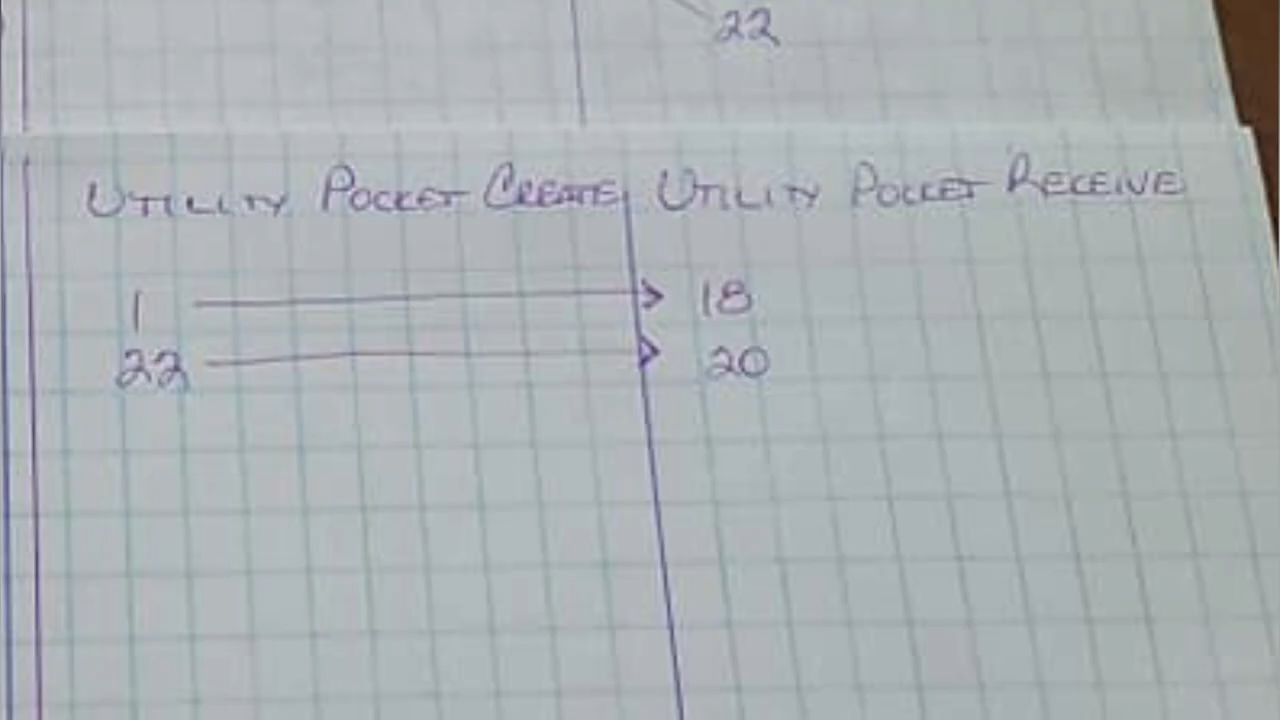 22
UTILITY POCKET CREATE UTILITY POCKET RECEIVE
1 → 18
22 → 20